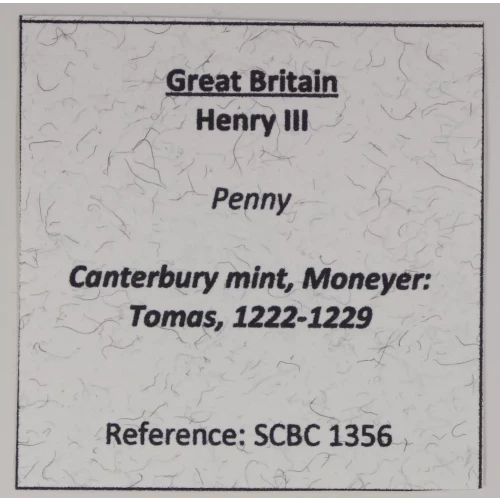 Great Britain
Henry III
Penny
Canterbury mint, Moneyer:
Tomas, 1222-1229
Reference: SCBC 1356